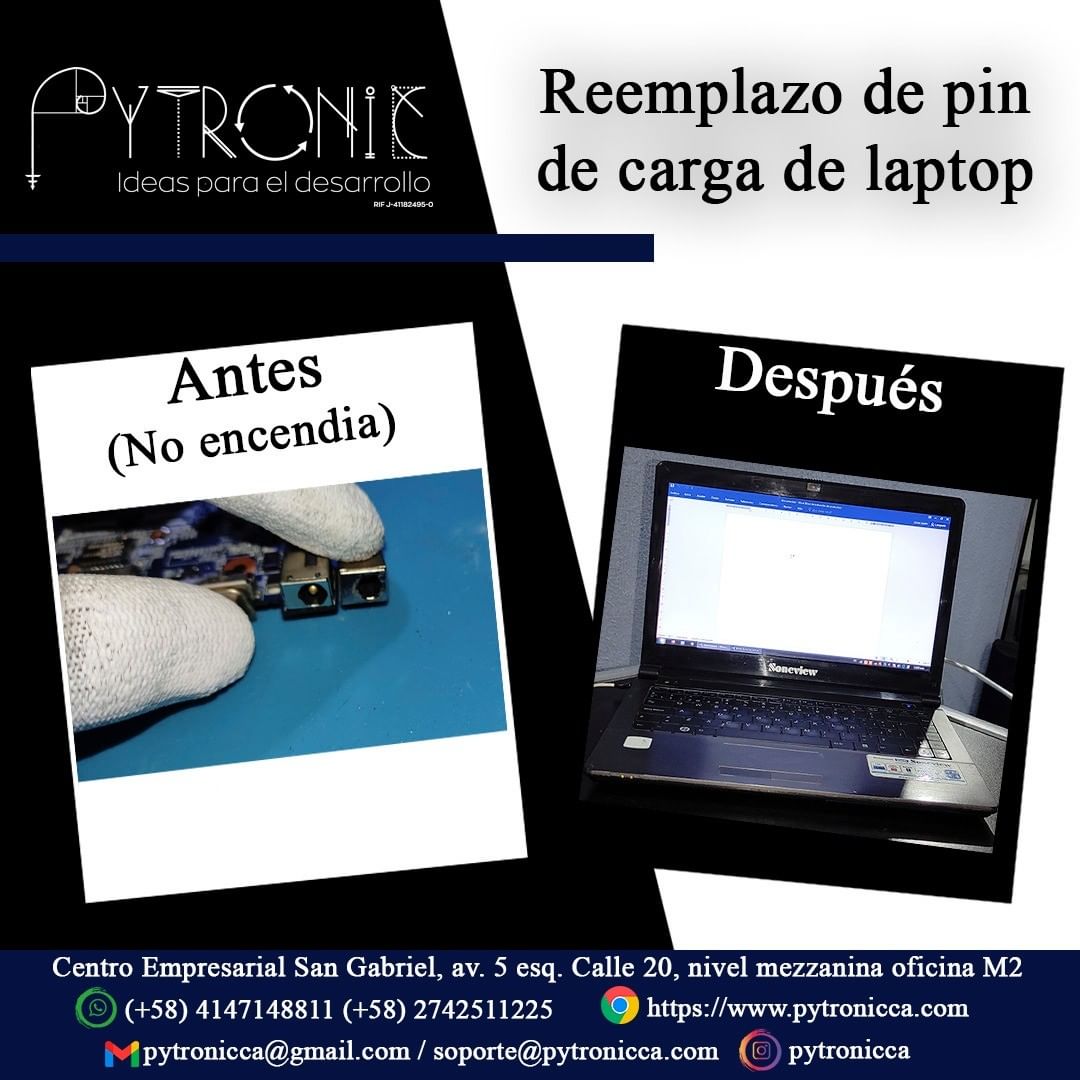 PYTRONIC
Ideas para el desarrollo
RIF J-41182495-0
Reemplazo de pin
de carga de laptop
Antes
(No encendia)
Después
Soneview
Soneview
Centro Empresarial San Gabriel, av. 5 esq. Calle 20, nivel mezzanina oficina M2
(+58) 4147148811 (+58) 2742511225
https://www.pytronicca.com
pytronicca@gmail.com / soporte@pytronicca.com
pytronicca